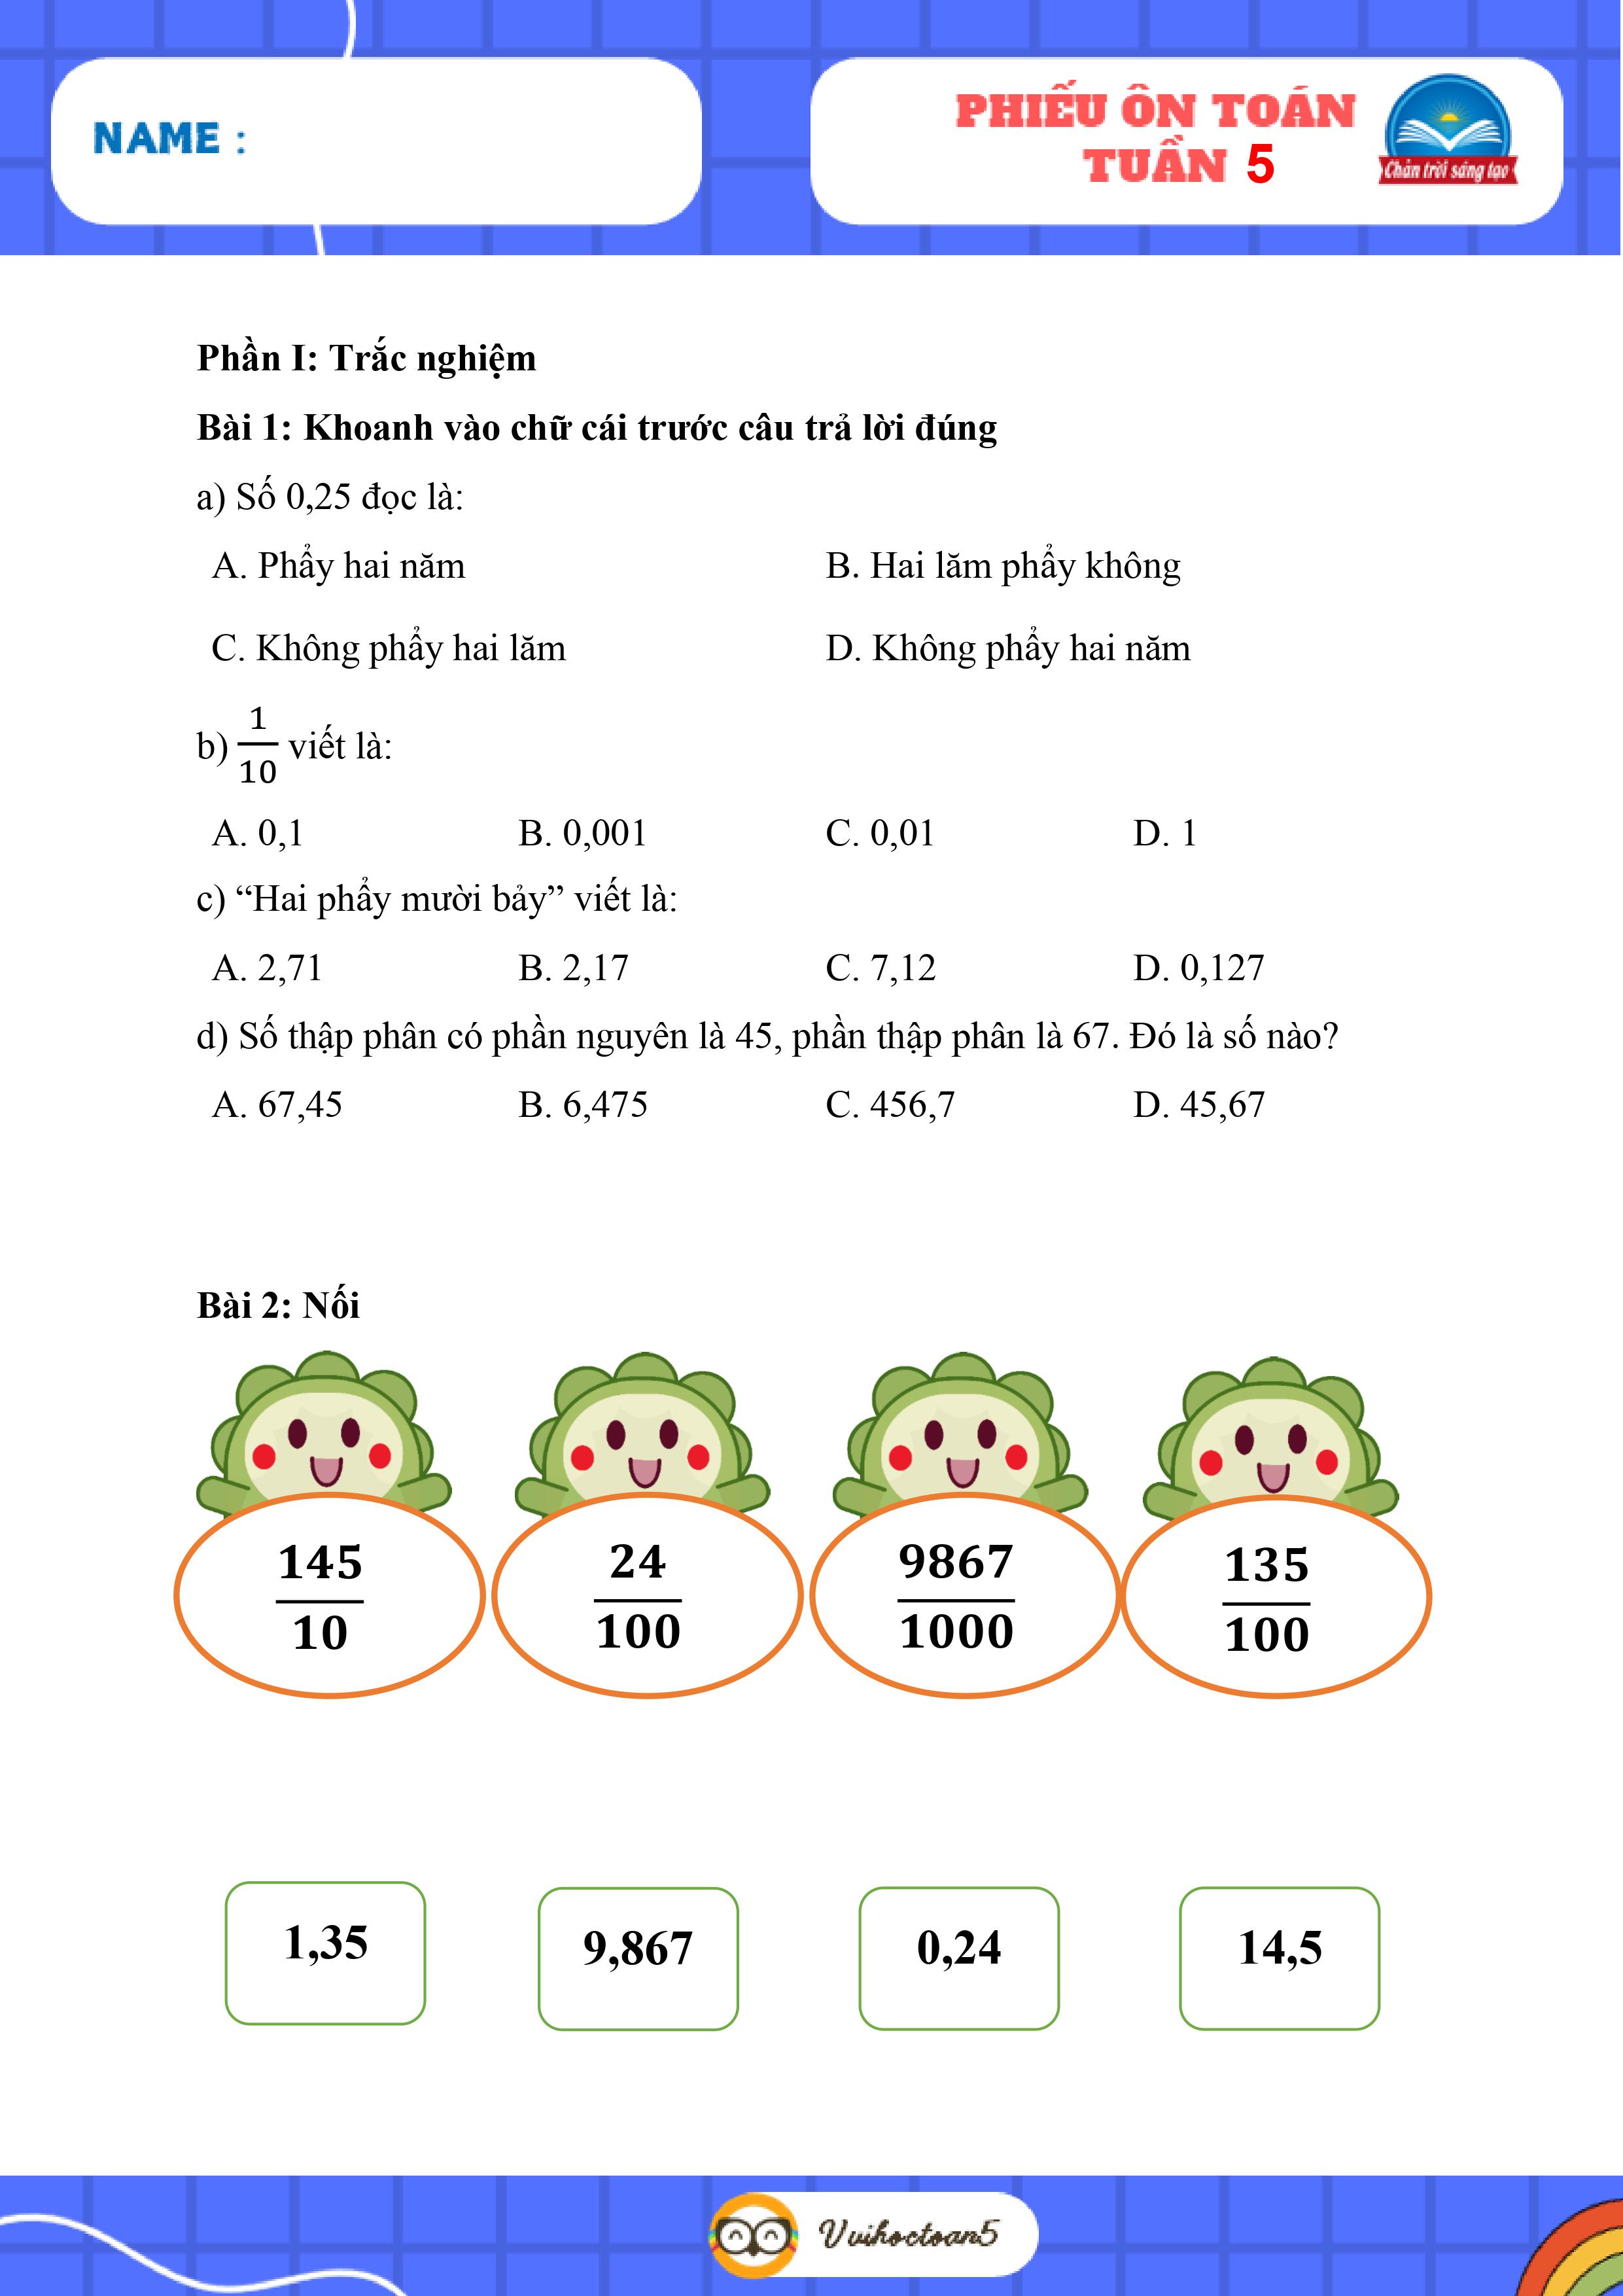 NAME :
PHIẾU ÔN TOÁN
TUẦN 5
Chân trời sáng tạo
Phần I: Trắc nghiệm
Bài 1: Khoanh vào chữ cái trước câu trả lời đúng
a) Số 0,25 đọc là:
A. Phẩy hai năm B. Hai lăm phẩy không
C. Không phẩy hai lăm D. Không phẩy hai năm
b) 1/10 viết là:
A. 0,1 B. 0,001 C. 0,01 D. 1
c) “Hai phẩy mười bảy” viết là:
A. 2,71 B. 2,17 C. 7,12 D. 0,127
d) Số thập phân có phần nguyên là 45, phần thập phân là 67. Đó là số nào?
A. 67,45 B. 6,475 C. 456,7 D. 45,67
Bài 2: Nối
145/10 24/100 9867/1000 135/100
1,35 9,867 0,24 14,5
Vuihoctoan5